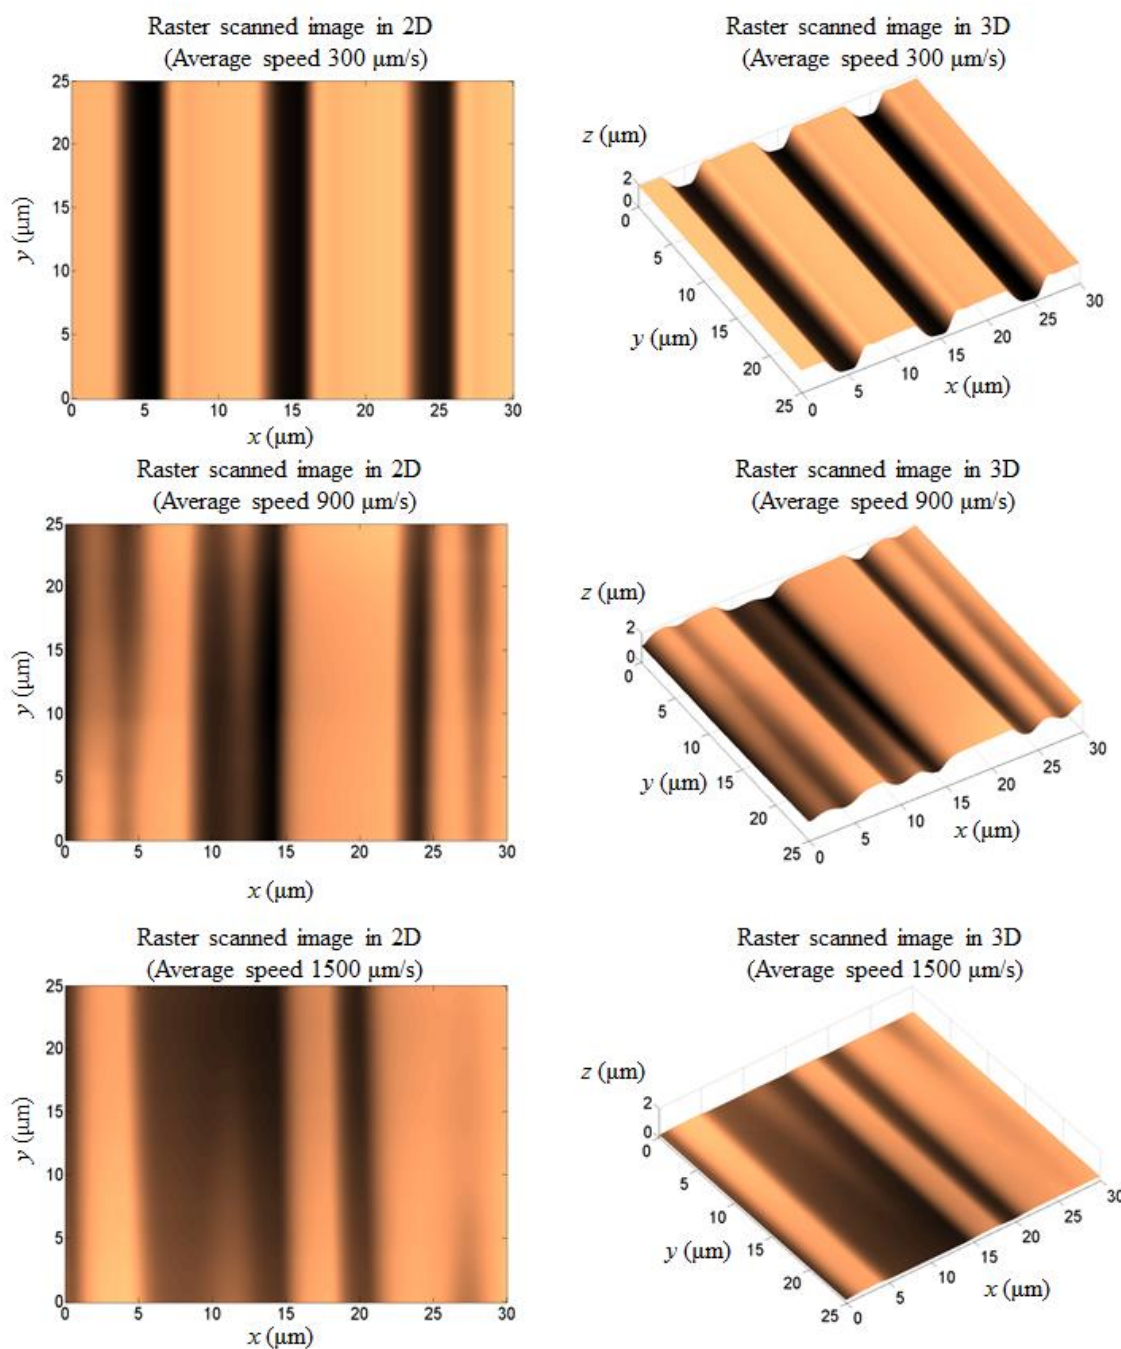 Raster scanned image in 2D
(Average speed 300 μm/s)
25
20
15
10
5
0
y (μm)
0 5 10 15 20 25 30
x (μm)
Raster scanned image in 3D
(Average speed 300 μm/s)
z (μm)
2
0
0
5
10
15
20
25
y (μm)
0
5
10
15
20
25
30
x (μm)
Raster scanned image in 2D
(Average speed 900 μm/s)
25
20
15
10
5
0
y (μm)
0 5 10 15 20 25 30
x (μm)
Raster scanned image in 3D
(Average speed 900 μm/s)
z (μm)
2
0
0
5
10
15
20
25
y (μm)
0
5
10
15
20
25
30
x (μm)
Raster scanned image in 2D
(Average speed 1500 μm/s)
25
20
15
10
5
0
y (μm)
0 5 10 15 20 25 30
x (μm)
Raster scanned image in 3D
(Average speed 1500 μm/s)
z (μm)
2
0
0
5
10
15
20
25
y (μm)
0
5
10
15
20
25
30
x (μm)